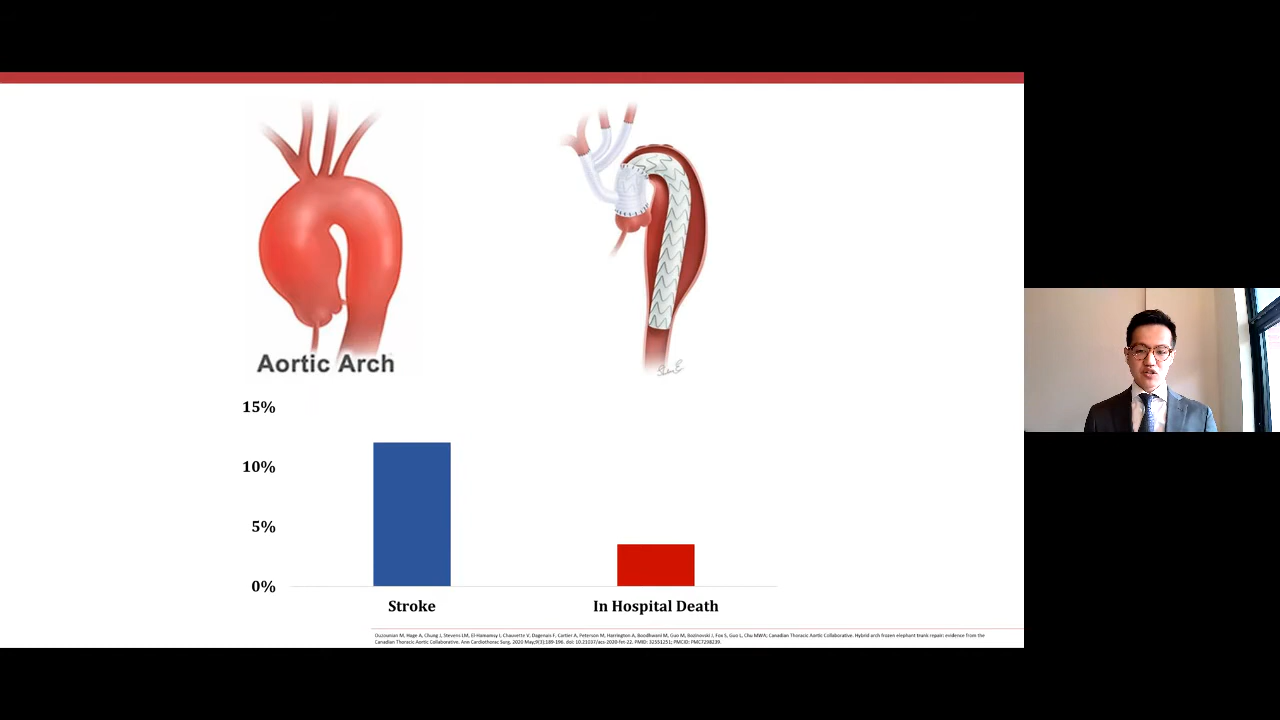 Aortic Arch
15%
10%
5%
0%
Stroke
In Hospital Death
Ouzounian M, Hage A, Chung J, Stevens LM, El-Hamamsy I, Chauvette V, Dagenais F, Cartier A, Peterson M, Harrington A, Boodhwani M, Guo M, Bozinovski J, Fox S, Guo L, Chu MWA; Canadian Thoracic Aortic Collaborative. Hybrid arch frozen elephant trunk repair: evidence from the
Canadian Thoracic Aortic Collaborative. Ann Cardiothorac Surg. 2020 May;9(3):189-196. doi: 10.21037/acs-2020-fet-22. PMID: 32551251; PMCID: PMC7298239.